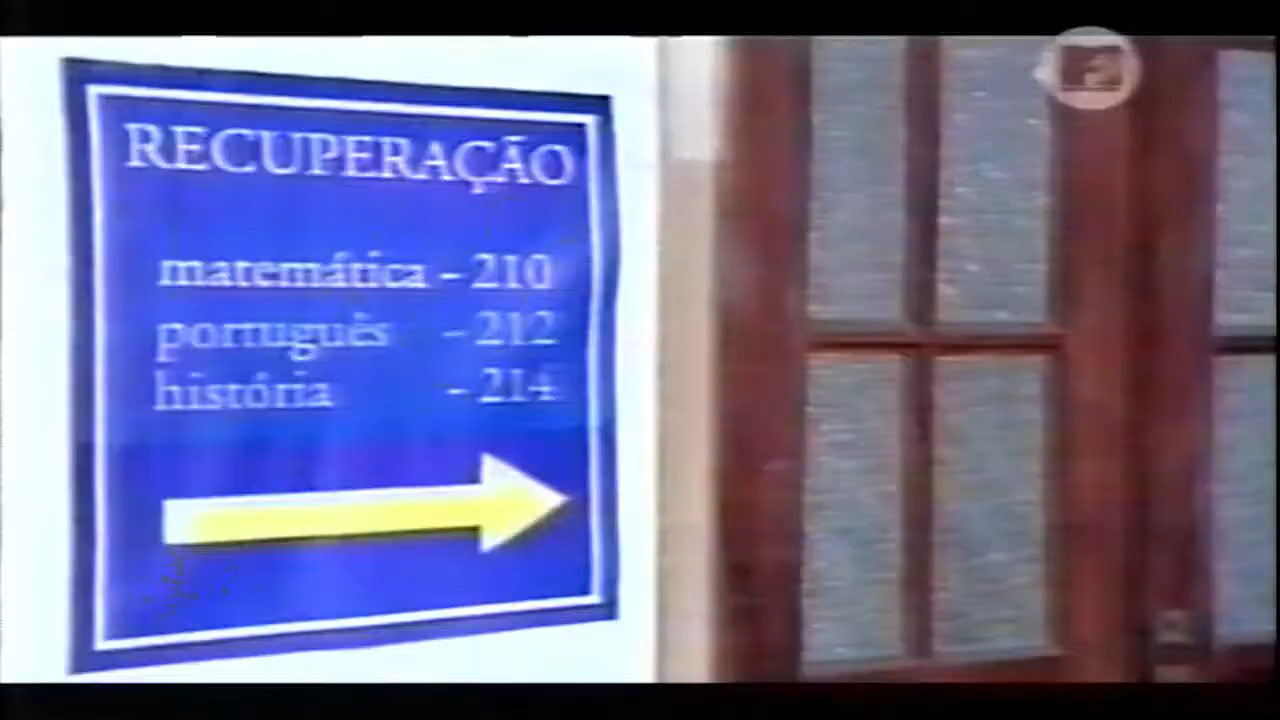 RECUPERAÇÃO
matemática - 210
português - 212
história - 214